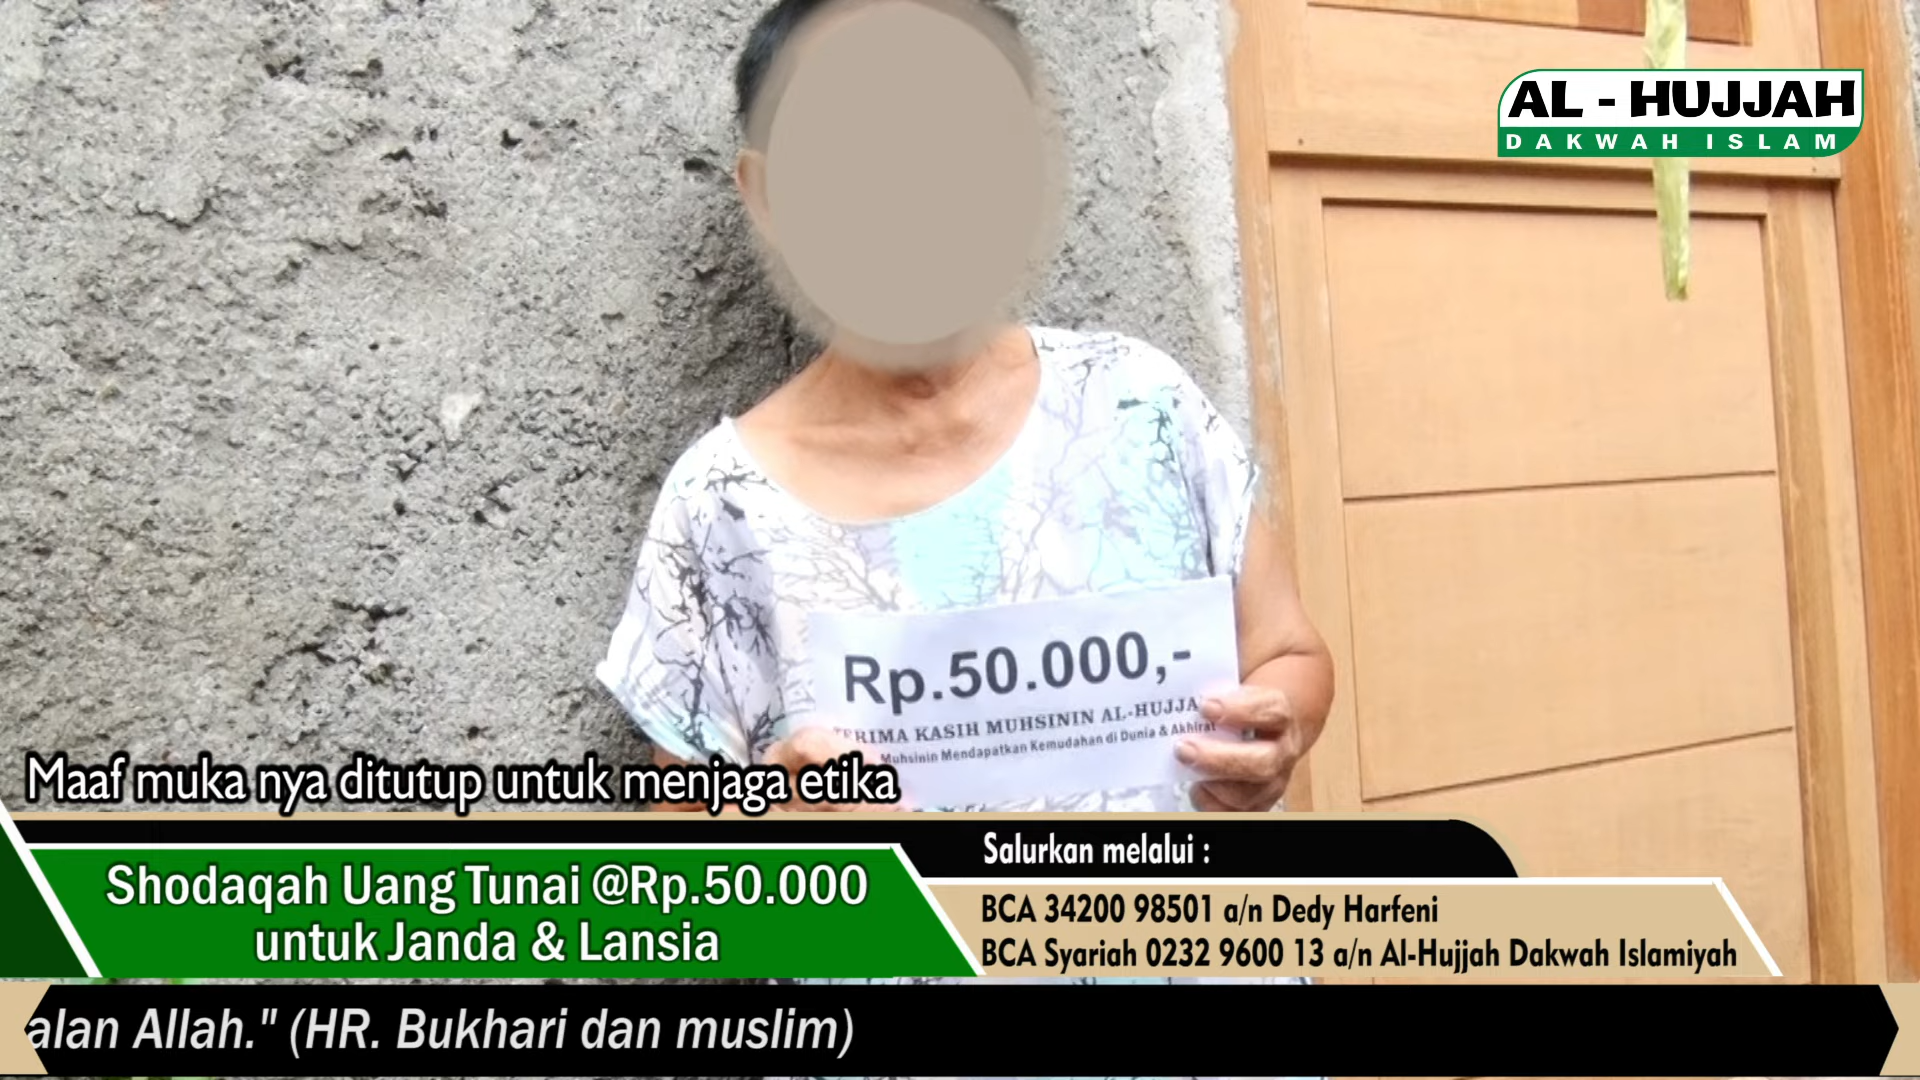 AL - HUJJAH
DAKWAH ISLAM
Rp.50.000,-
TERIMA KASIH MUHSININ AL-HUJJA
Muhsinin Mendapatkan Kemudahan di Dunia & Akhirat
Maaf muka nya ditutup untuk menjaga etika
Shodaqah Uang Tunai @Rp.50.000
untuk Janda & Lansia
Salurkan melalui :
BCA 34200 98501 a/n Dedy Harfeni
BCA Syariah 0232 9600 13 a/n Al-Hujjah Dakwah Islamiyah
alan Allah." (HR. Bukhari dan muslim)